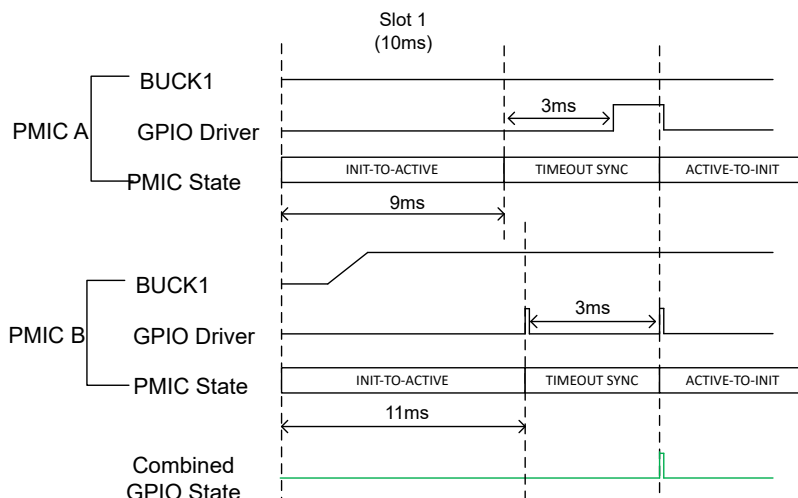 Slot 1
(10ms)
BUCK1
3ms
PMIC A
GPIO Driver
INIT-TO-ACTIVE
TIMEOUT SYNC
ACTIVE-TO-INIT
PMIC State
9ms
BUCK1
3ms
PMIC B
GPIO Driver
INIT-TO-ACTIVE
TIMEOUT SYNC
ACTIVE-TO-INIT
PMIC State
11ms
Combined
GPIO State